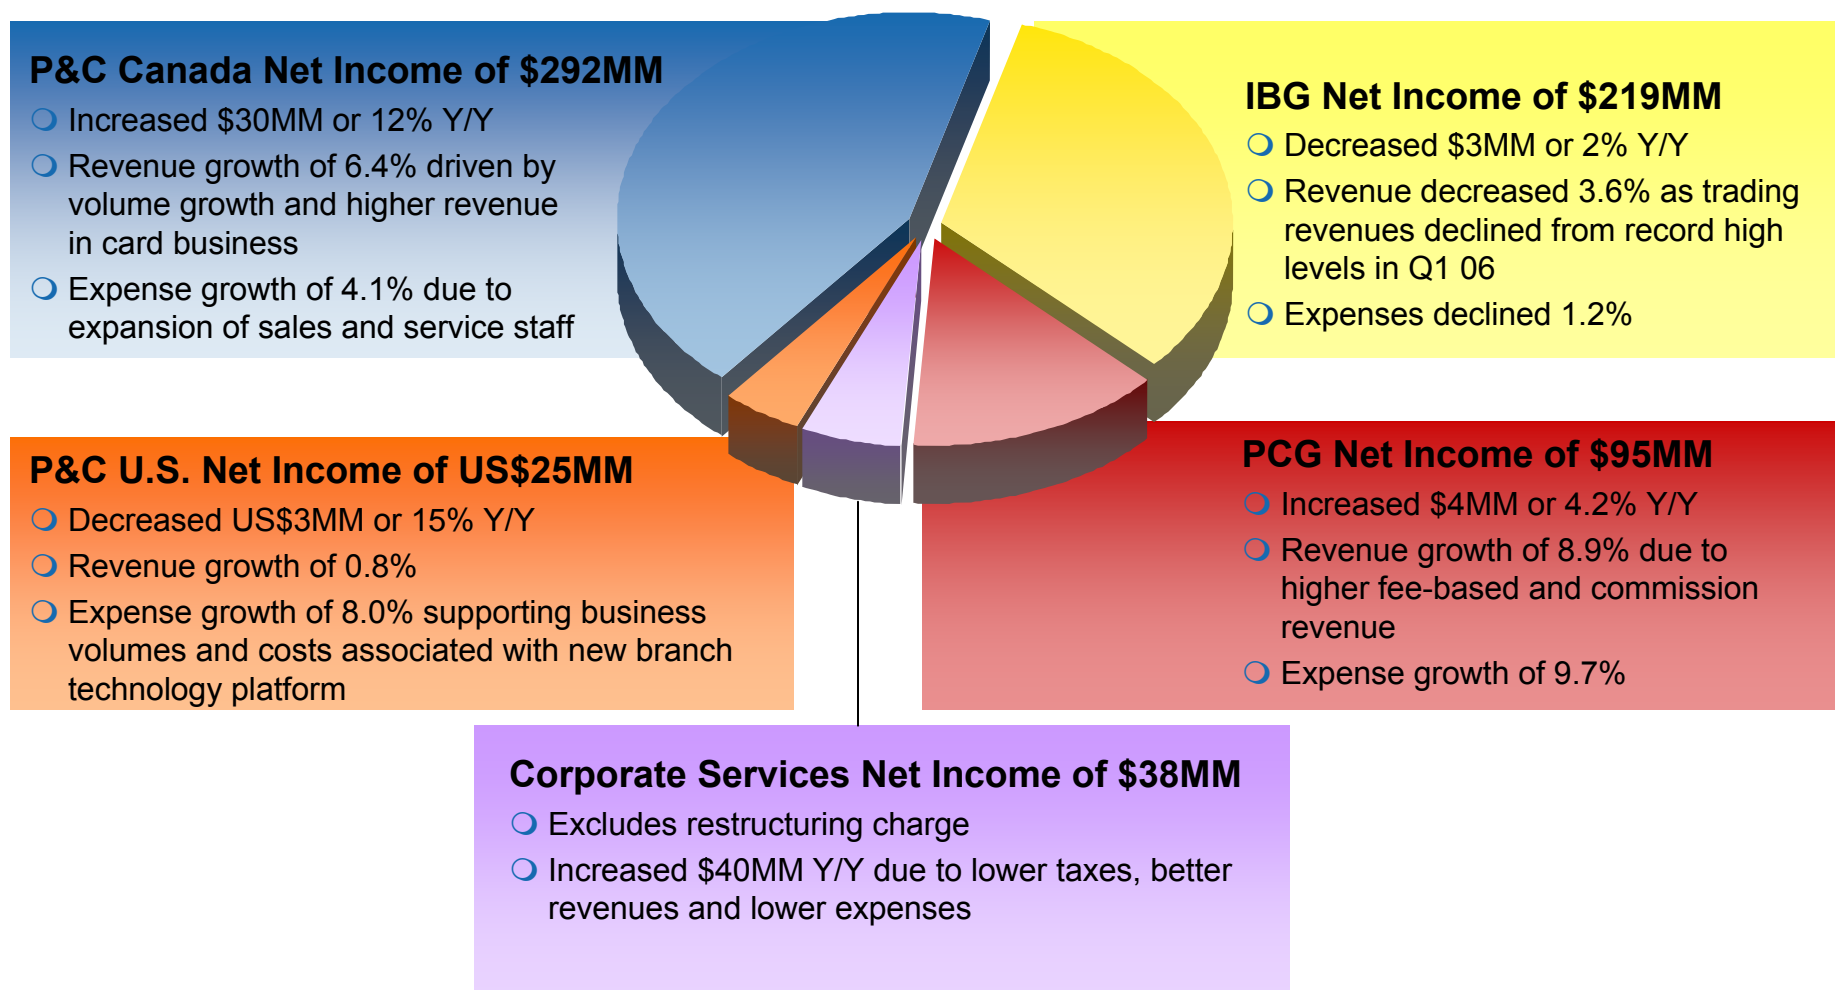 P&C Canada Net Income of $292MM
Increased $30MM or 12% Y/Y
Revenue growth of 6.4% driven by
volume growth and higher revenue
in card business
Expense growth of 4.1% due to
expansion of sales and service staff
IBG Net Income of $219MM
Decreased $3MM or 2% Y/Y
Revenue decreased 3.6% as trading
revenues declined from record high
levels in Q1 06
Expenses declined 1.2%
P&C U.S. Net Income of US$25MM
Decreased US$3MM or 15% Y/Y
Revenue growth of 0.8%
Expense growth of 8.0% supporting business
volumes and costs associated with new branch
technology platform
PCG Net Income of $95MM
Increased $4MM or 4.2% Y/Y
Revenue growth of 8.9% due to
higher fee-based and commission
revenue
Expense growth of 9.7%
Corporate Services Net Income of $38MM
Excludes restructuring charge
Increased $40MM Y/Y due to lower taxes, better
revenues and lower expenses